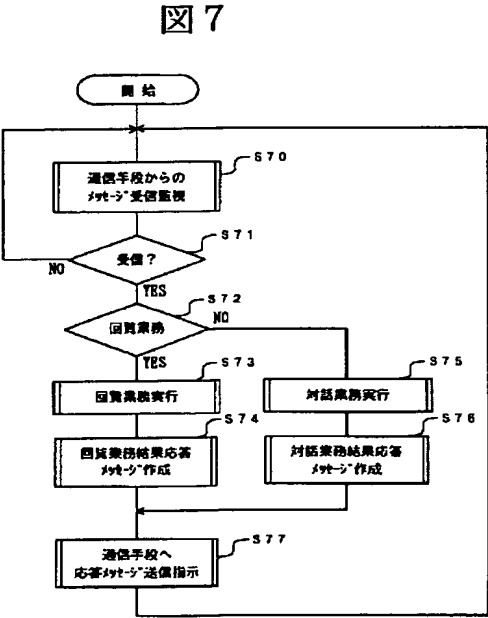 図7
開始
S70
通信手段からの
ﾒｯｾｰｼﾞ受信監視
S71
受信?
NO
YES
S72
回覧業務
NO
YES
S73
回覧業務実行
S75
対話業務実行
S74
回覧業務結果応答
ﾒｯｾｰｼﾞ作成
S76
対話業務結果応答
ﾒｯｾｰｼﾞ作成
S77
通信手段へ
応答ﾒｯｾｰｼﾞ送信指示